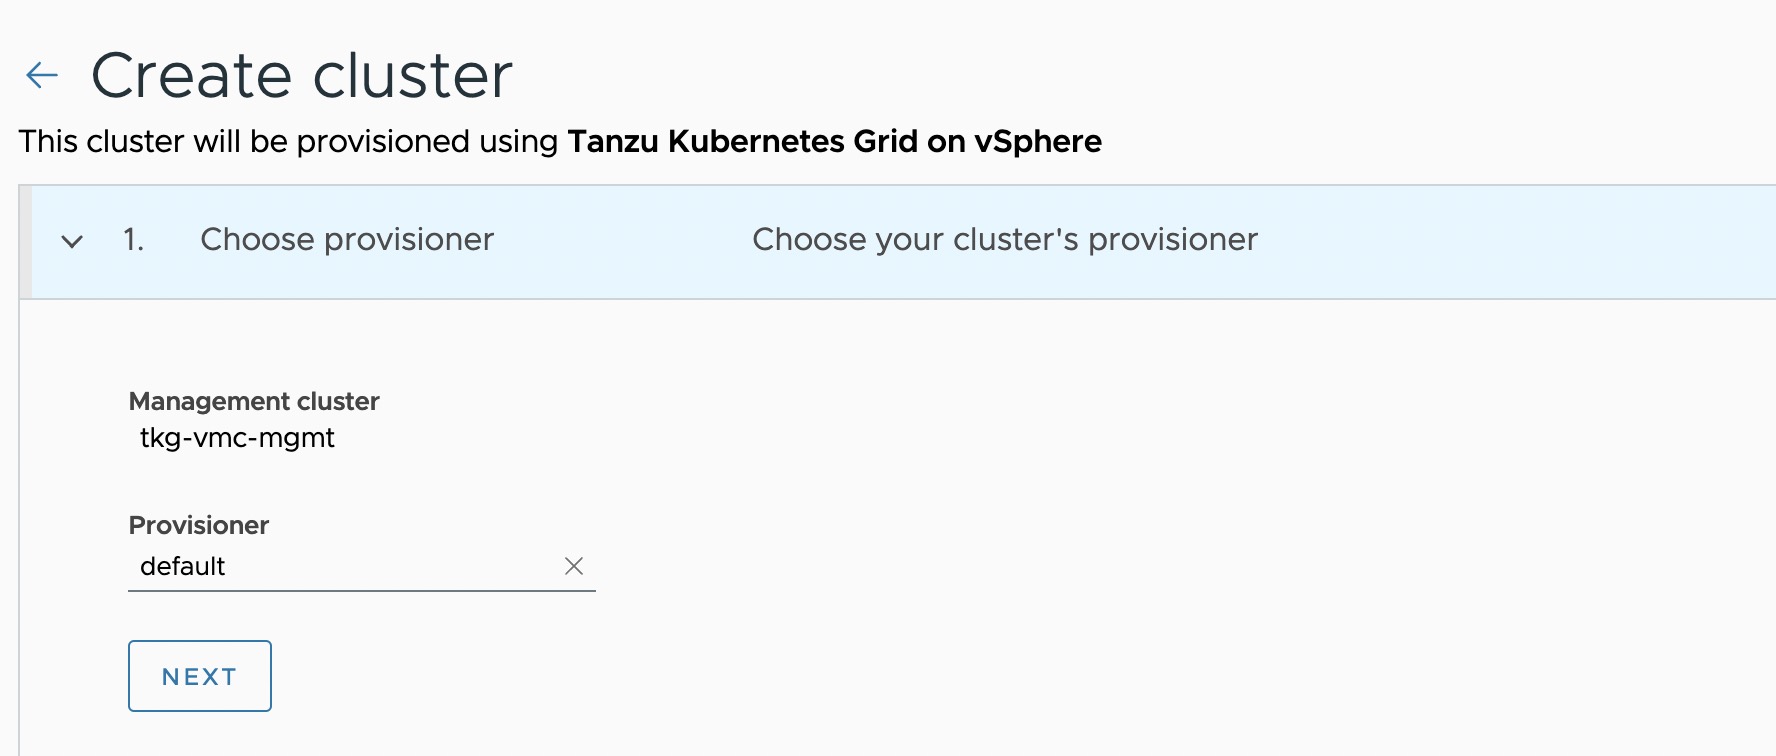 Create cluster
This cluster will be provisioned using Tanzu Kubernetes Grid on vSphere
1. Choose provisioner Choose your cluster's provisioner
Management cluster
tkg-vmc-mgmt
Provisioner
default
NEXT